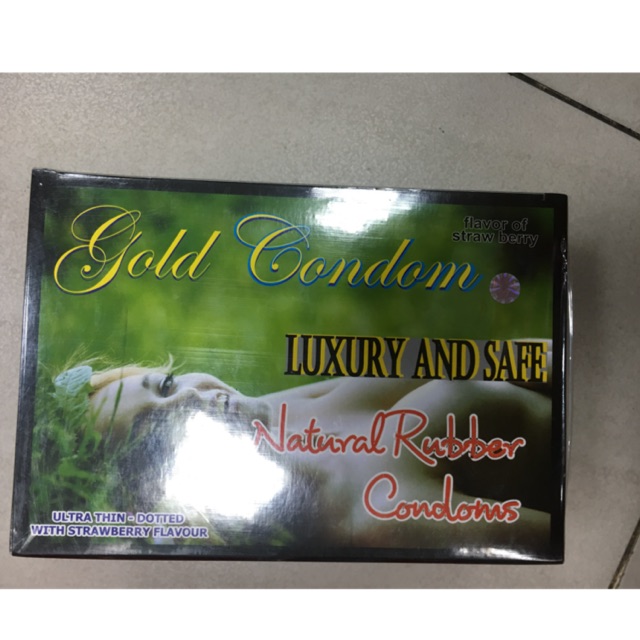 Gold Condom
flavor of
straw berry
LUXURY AND SAFE
Natural Rubber
Condoms
ULTRA THIN - DOTTED
WITH STRAWBERRY FLAVOUR